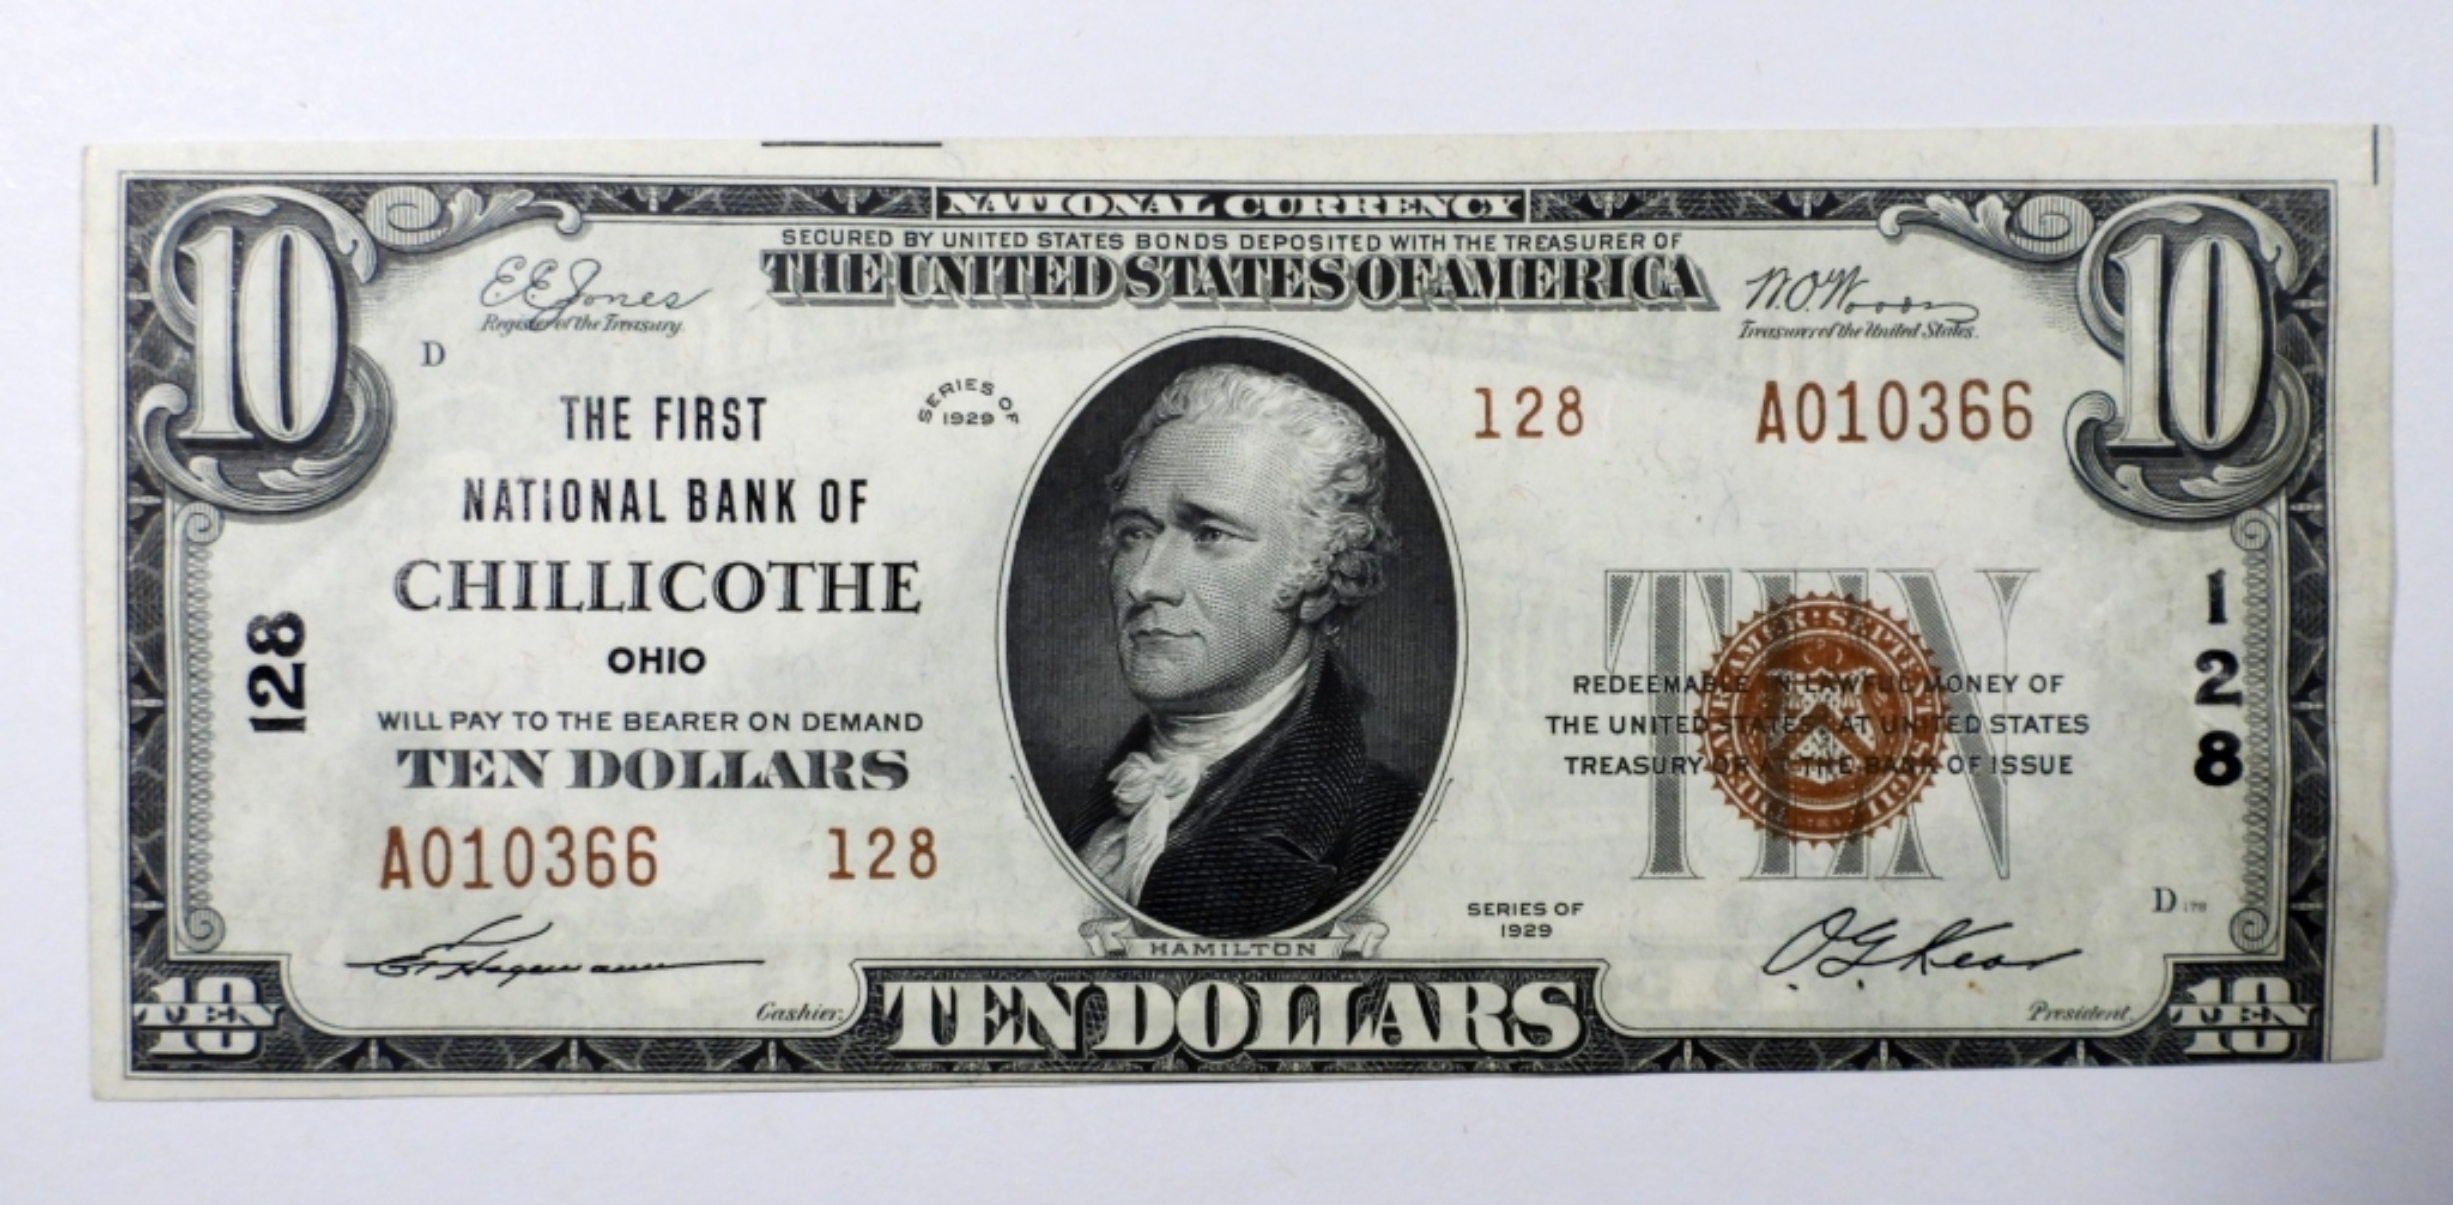 NATIONAL CURRENCY
SECURED BY UNITED STATES BONDS DEPOSITED WITH THE TREASURER OF
THE UNITED STATES OF AMERICA
10
10
E.E. Jones
Register of the Treasury.
W.O. Woods
Treasurer of the United States.
D
SERIES OF
1929
128 A010366
THE FIRST
NATIONAL BANK OF
CHILLICOTHE
OHIO
128
128
WILL PAY TO THE BEARER ON DEMAND
TEN DOLLARS
A010366 128
TEN
REDEEMABLE IN LAWFUL MONEY OF
THE UNITED STATES AT UNITED STATES
TREASURY OR AT THE BANK OF ISSUE
D 178
SERIES OF
1929
HAMILTON
Cashier.
President.
10
TEN
TEN DOLLARS
10
TEN